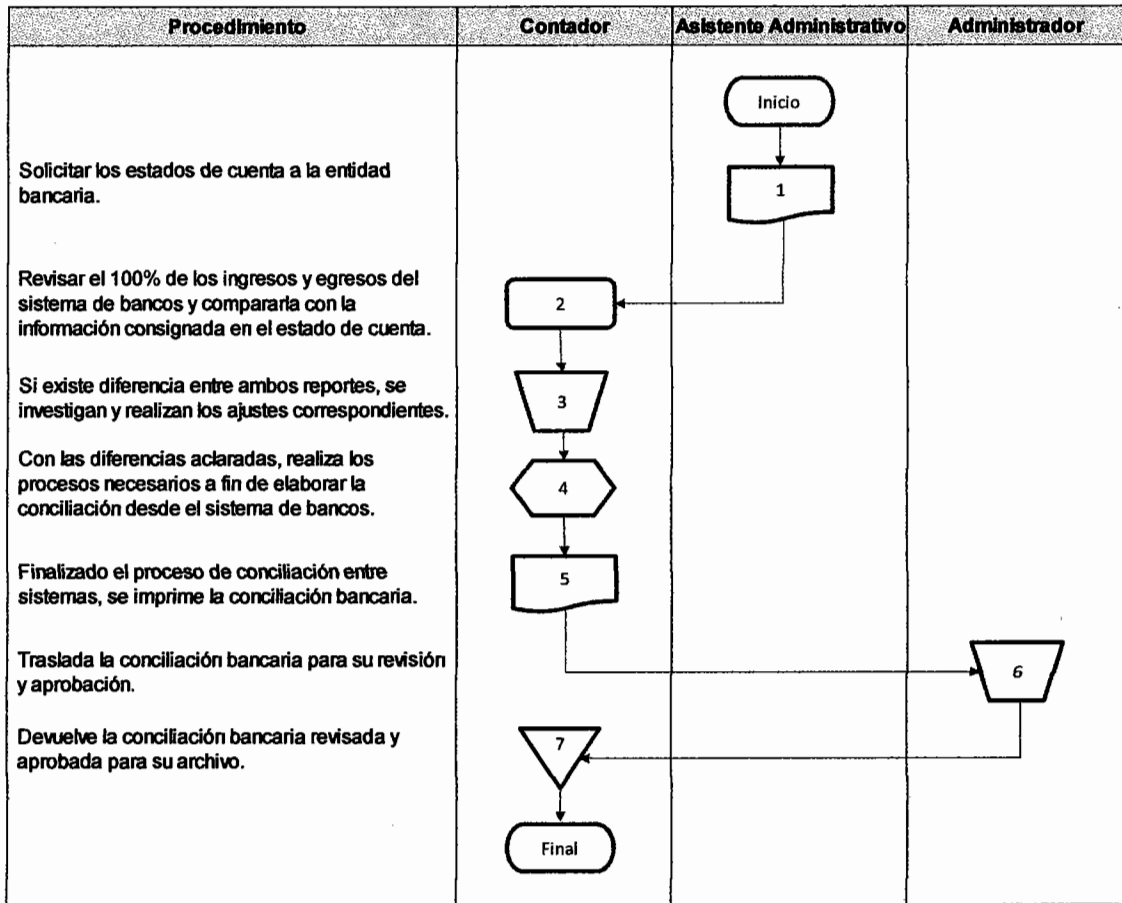 Procedimiento
Contador
Asistente Administrativo
Administrador
Inicio
Solicitar los estados de cuenta a la entidad
bancaria.
1
Revisar el 100% de los ingresos y egresos del
sistema de bancos y compararla con la
información consignada en el estado de cuenta.
2
Si existe diferencia entre ambos reportes, se
investigan y realizan los ajustes correspondientes.
3
Con las diferencias aclaradas, realiza los
procesos necesarios a fin de elaborar la
conciliación desde el sistema de bancos.
4
Finalizado el proceso de conciliación entre
sistemas, se imprime la conciliación bancaria.
5
Traslada la conciliación bancaria para su revisión
y aprobación.
6
Devuelve la conciliación bancaria revisada y
aprobada para su archivo.
7
Final